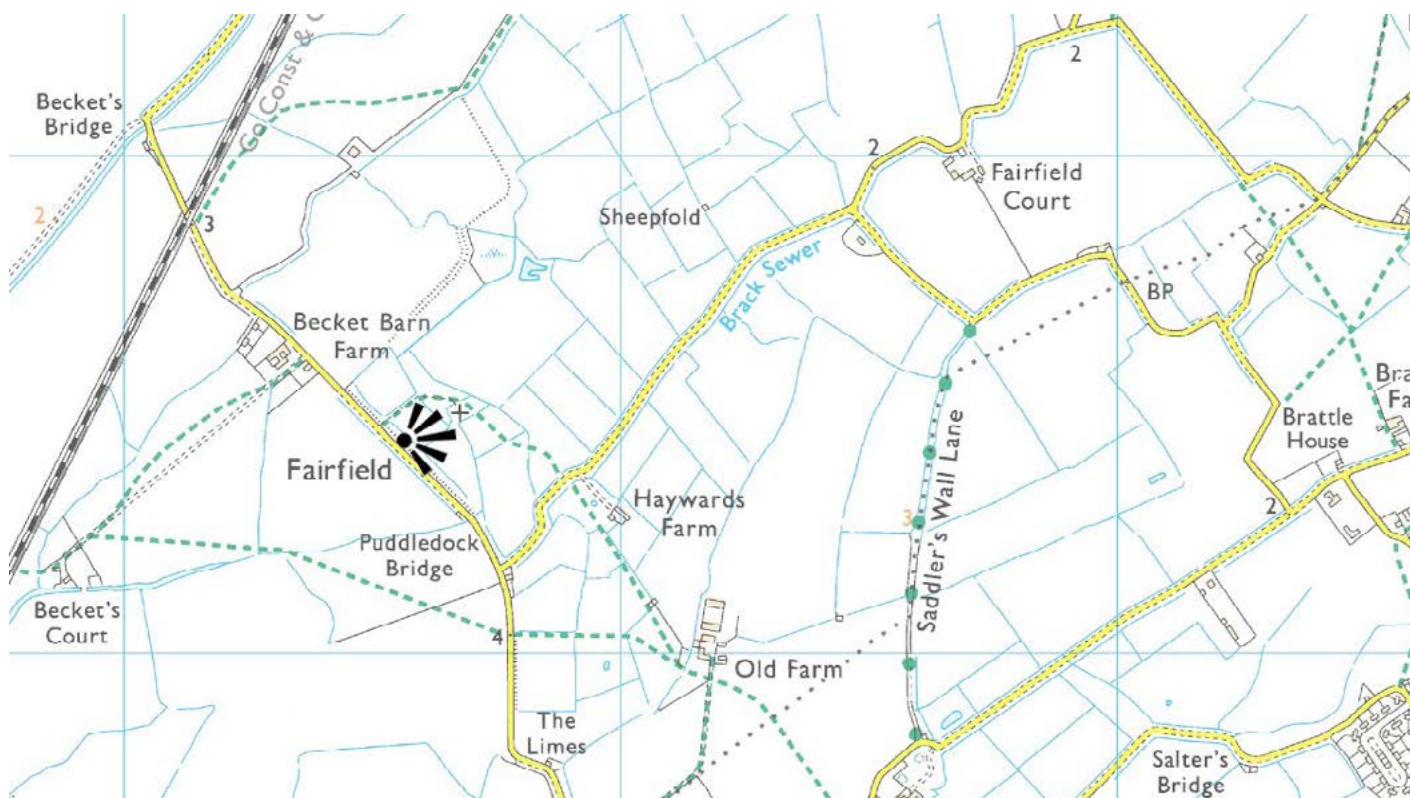 2
Becket's
Bridge
Go Const & C
2
Fairfield
Court
2
3
Sheepfold
Brack Sewer
BP
Becket Barn
Farm
Bra
Fa
Brattle
House
Saddler's Wall Lane
Fairfield
Haywards
Farm
3
2
Puddledock
Bridge
Becket's
Court
4
Old Farm
The
Limes
Salter's
Bridge